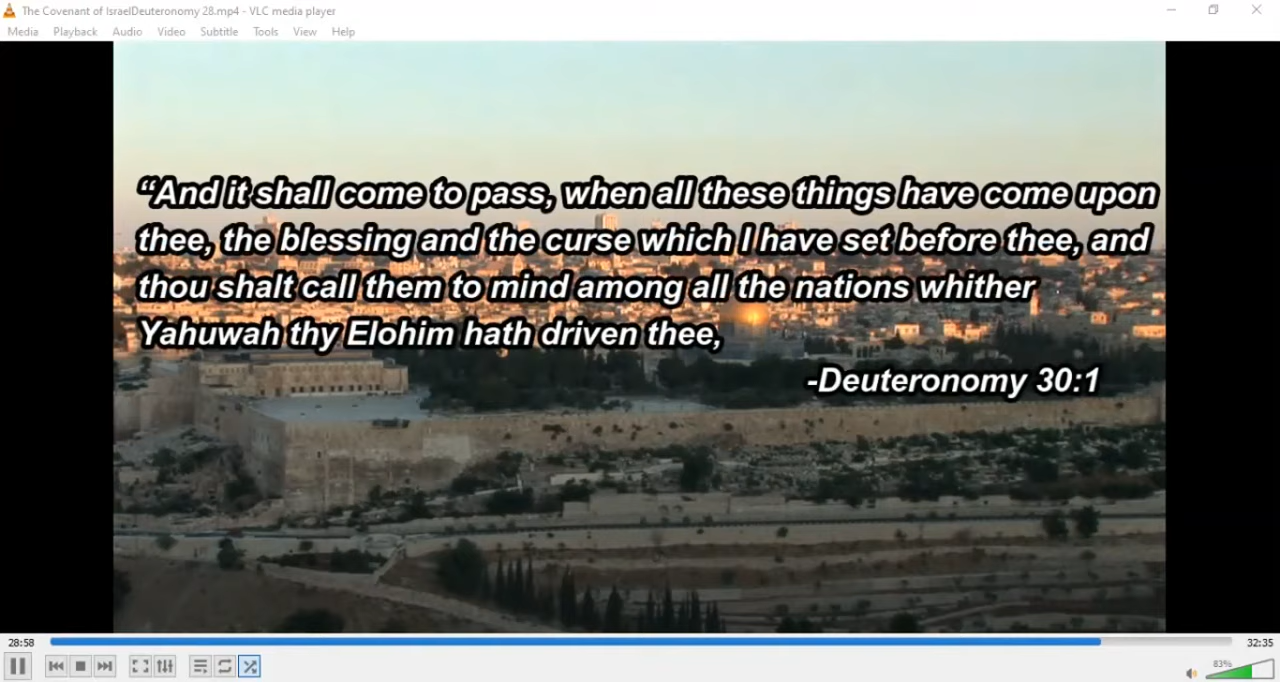 The Covenant of IsraelDeuteronomy 28.mp4 - VLC media player
Media Playback Audio Video Subtitle Tools View Help
“And it shall come to pass, when all these things have come upon
thee, the blessing and the curse which I have set before thee, and
thou shalt call them to mind among all the nations whither
Yahuwah thy Elohim hath driven thee,
-Deuteronomy 30:1
28:58
32:35
83%